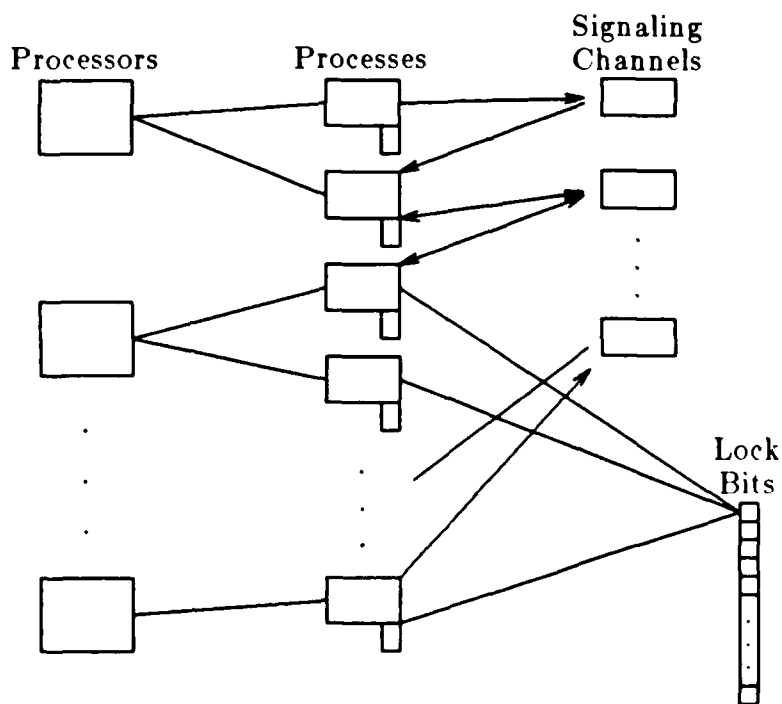 Processors
Processes
Signaling
Channels
Lock
Bits